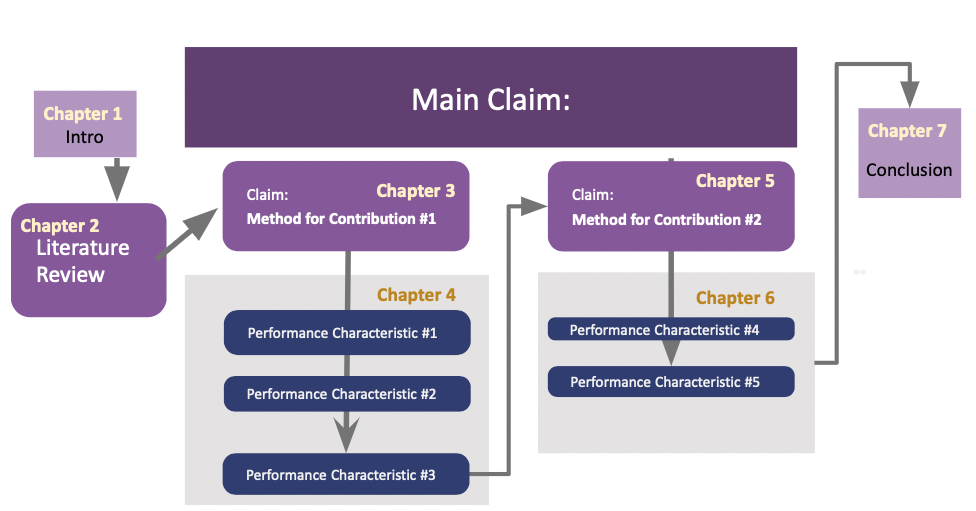 Main Claim:
Chapter 1
Intro
Chapter 2
Literature
Review
Chapter 3
Claim:
Method for Contribution #1
Chapter 4
Performance Characteristic #1
Performance Characteristic #2
Performance Characteristic #3
Chapter 5
Claim:
Method for Contribution #2
Chapter 6
Performance Characteristic #4
Performance Characteristic #5
Chapter 7
Conclusion